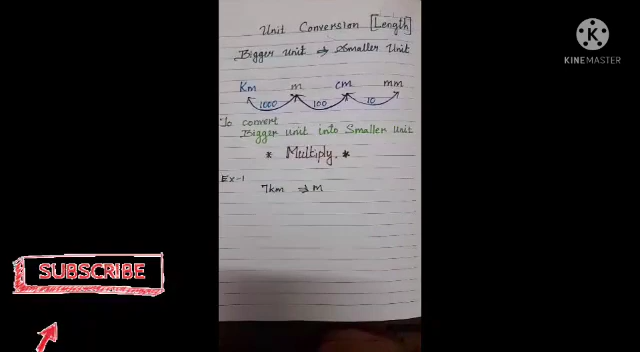 Unit Conversion [Length]
Bigger Unit ⇒ Smaller Unit
Km m cm mm
1000 100 10
To convert
Bigger Unit into Smaller Unit
* Multiply. *
Ex-1
7km ⇒ m
SUBSCRIBE
K
KINEMASTER